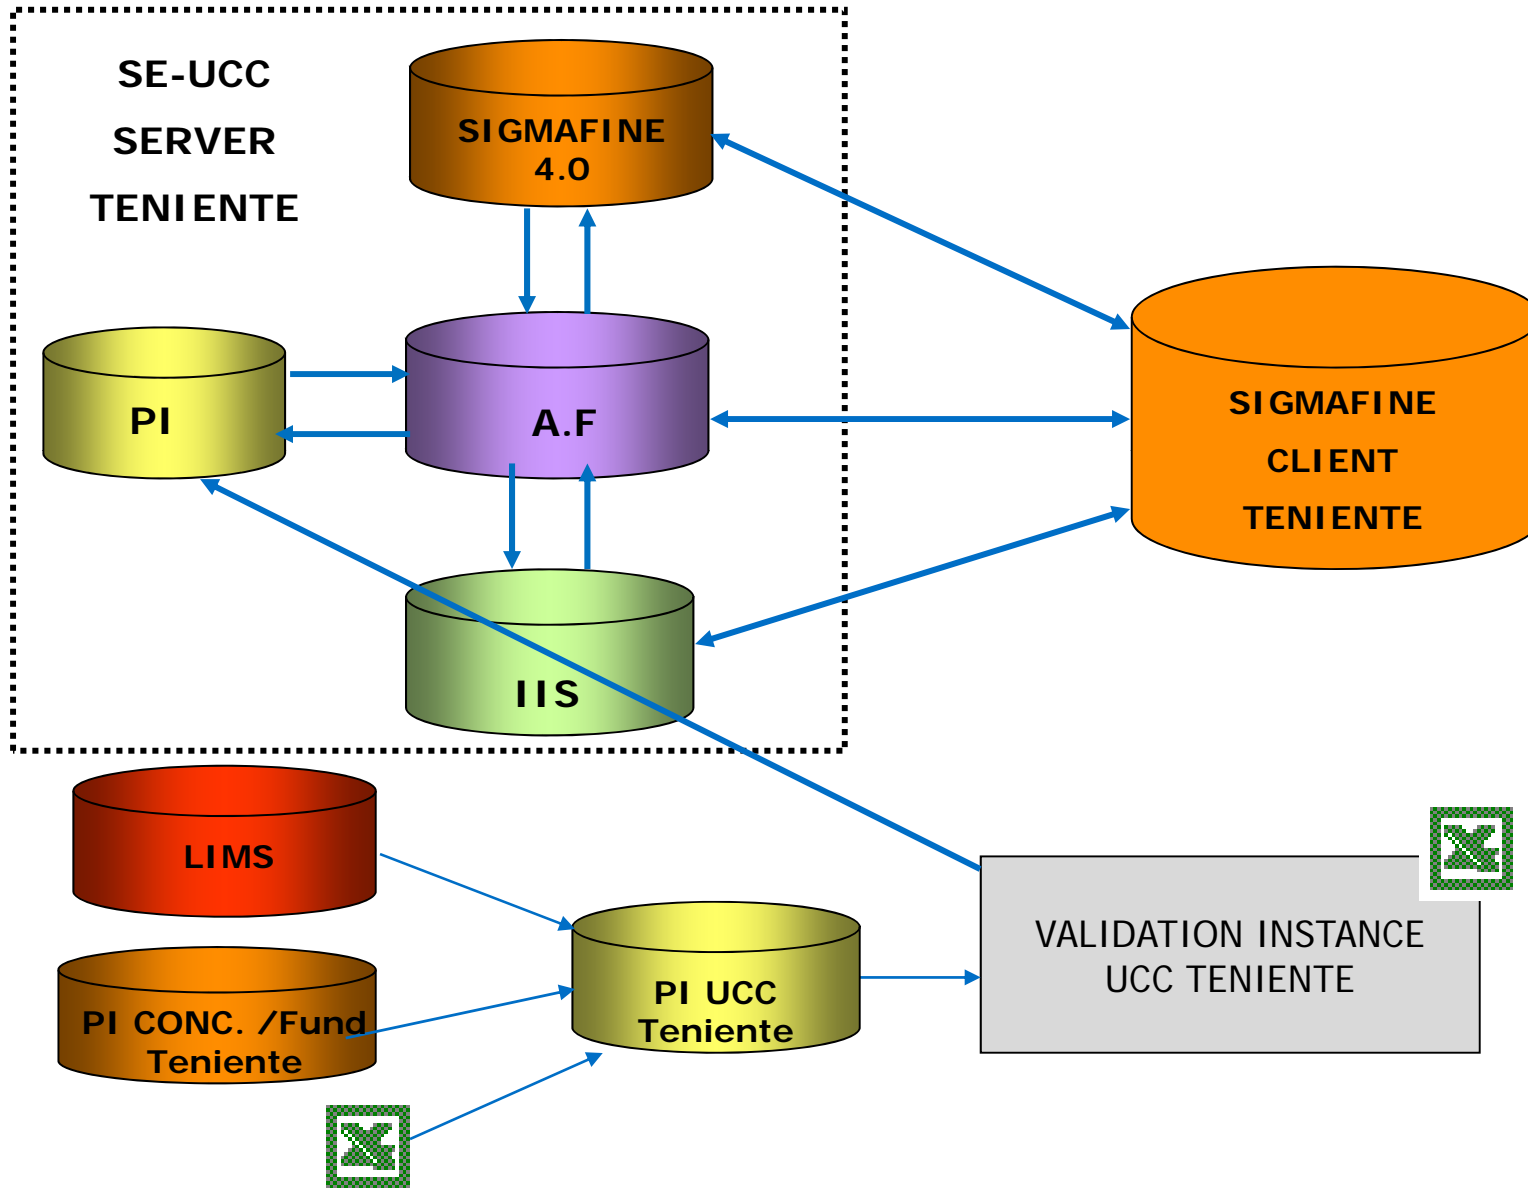 SE-UCC
SERVER
TENIENTE
SIGMAFINE
4.0
PI
A.F
IIS
SIGMAFINE
CLIENT
TENIENTE
LIMS
PI CONC. /Fund
Teniente
PI UCC
Teniente
VALIDATION INSTANCE
UCC TENIENTE